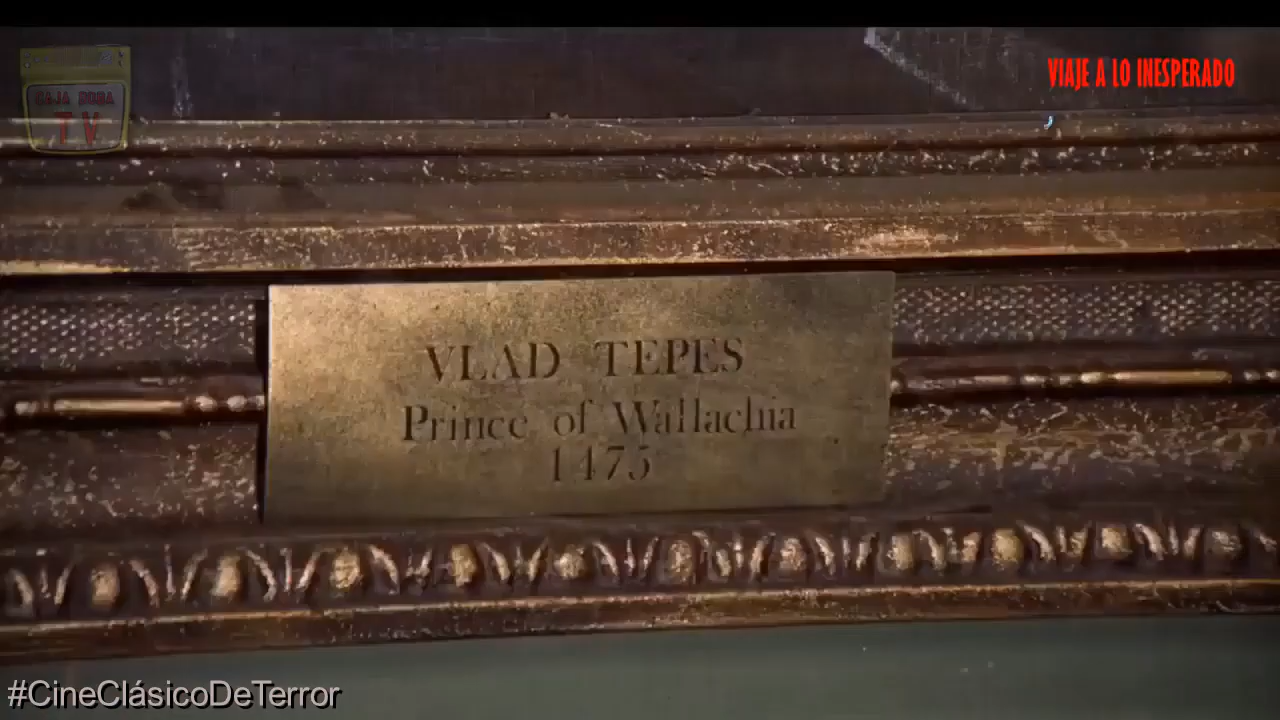 VIAJE A LO INESPERADO
CAJA BOBA
TV
VLAD TEPES
Prince of Wallachia
1475
#CineClásicoDeTerror